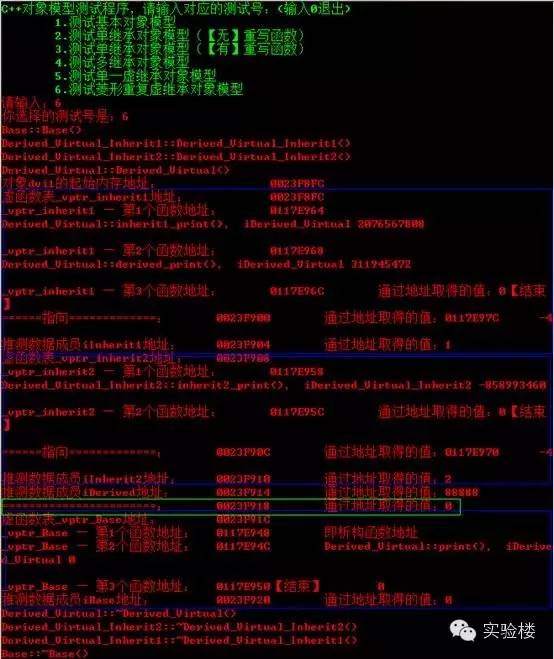 C++对象模型测试程序，请输入对应的测试号：(输入0退出)
1.测试基本对象模型
2.测试单继承对象模型（【无】重写函数）
3.测试单继承对象模型（【有】重写函数）
4.测试多继承对象模型
5.测试单一虚继承对象模型
6.测试菱形重复虚继承对象模型
请输入：6
你选择的测试号是：6
Base::Base()
Derived_Virtual_Inherit1::Derived_Virtual_Inherit1()
Derived_Virtual_Inherit2::Derived_Virtual_Inherit2()
Derived_Virtual::Derived_Virtual()
对象dvi1的起始内存地址： 0023F8FC
虚函数表_vptr_inherit1地址： 0023F8FC
_vptr_inherit1 — 第1个函数地址： 0117E964
Derived_Virtual::inherit1_print(), iDerived_Virtual 2076567808
_vptr_inherit1 — 第2个函数地址： 0117E968
Derived_Virtual::derived_print(), iDerived_Virtual 311945472
_vptr_inherit1 — 第3个函数地址： 0117E96C 通过地址取得的值：0【结束
】
======指向=============： 0023F900 通过地址取得的值：0117E97C -4
推测数据成员iInherit1地址： 0023F904 通过地址取得的值：1
虚函数表_vptr_inherit2地址： 0023F908
_vptr_inherit2 — 第1个函数地址： 0117E958
Derived_Virtual_Inherit2::inherit2_print(), iDerived_Virtual_Inherit2 -858993460
_vptr_inherit2 — 第2个函数地址： 0117E95C 通过地址取得的值：0【结束
】
======指向=============： 0023F90C 通过地址取得的值：0117E970 -4
推测数据成员iInherit2地址： 0023F910 通过地址取得的值：2
推测数据成员iDerived地址： 0023F914 通过地址取得的值：88888
=======================： 0023F918 通过地址取得的值：0
虚函数表_vptr_Base地址： 0023F91C
_vptr_Base — 第1个函数地址： 0117E948 即析构函数地址
_vptr_Base — 第2个函数地址： 0117E94C Derived_Virtual::print(), iDerive
d_Virtual 0
_vptr_Base — 第3个函数地址： 0117E950【结束】 0
推测数据成员iBase地址： 0023F920 通过地址取得的值：0
Derived_Virtual::~Derived_Virtual()
Derived_Virtual_Inherit2::~Derived_Virtual_Inherit2()
Derived_Virtual_Inherit1::~Derived_Virtual_Inherit1()
Base::~Base()
实验楼